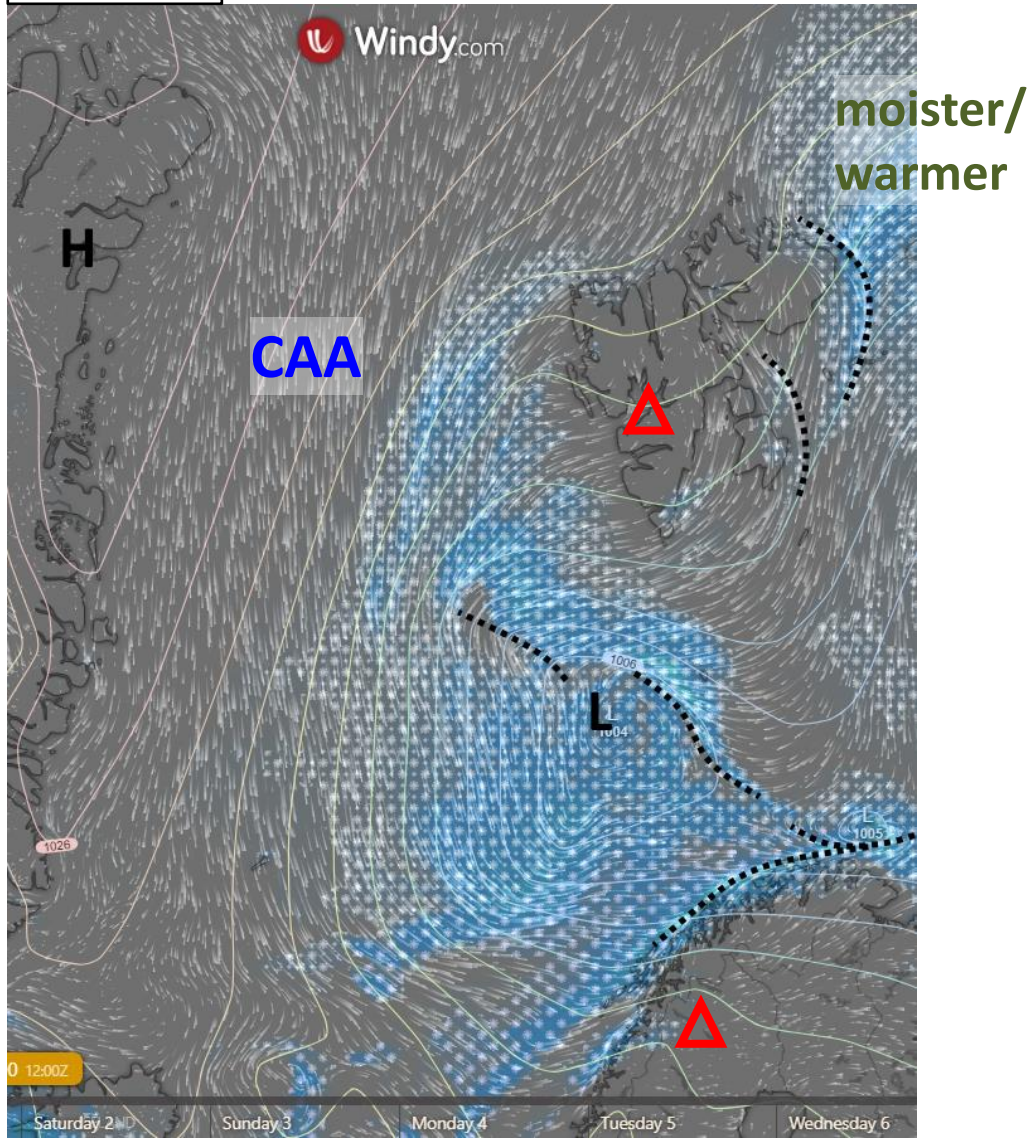 Windy.com
moister/
warmer
H
CAA
1006
L
L
1004
L
1005
1026
0 12:00Z
Saturday 2
Sunday 3
Monday 4
Tuesday 5
Wednesday 6